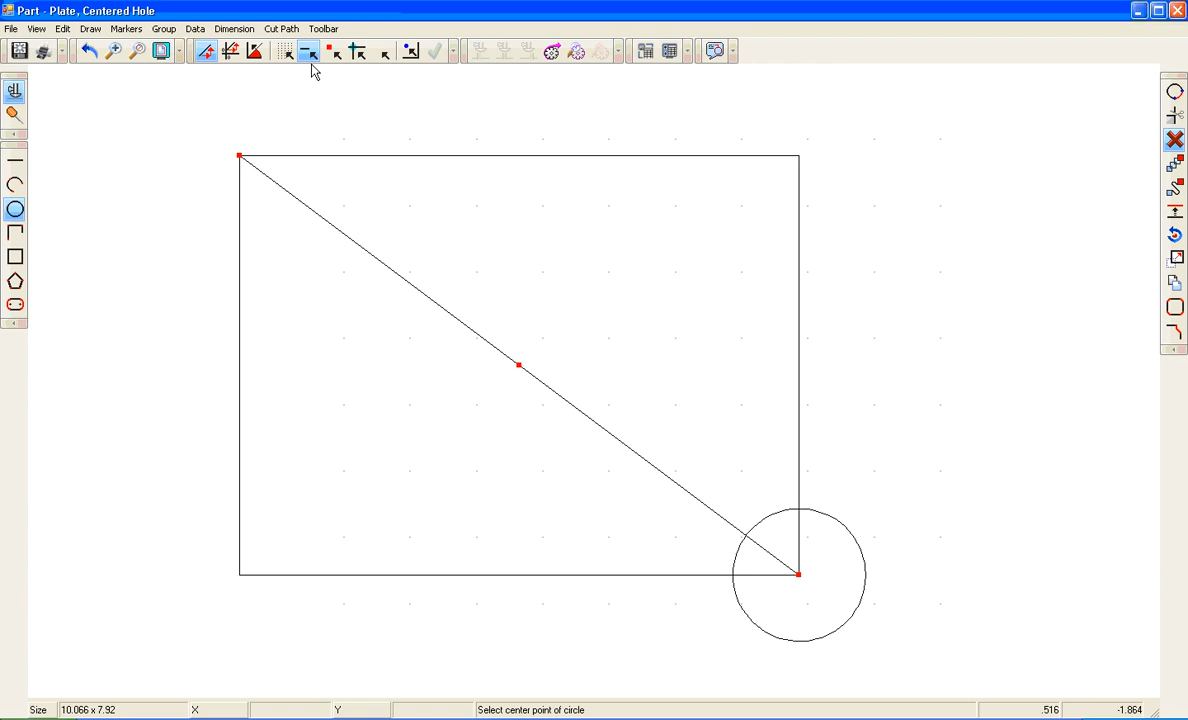 Part - Plate, Centered Hole
File View Edit Draw Markers Group Data Dimension Cut Path Toolbar
Size 10.066 x 7.92 X Y Select center point of circle .516 -1.864